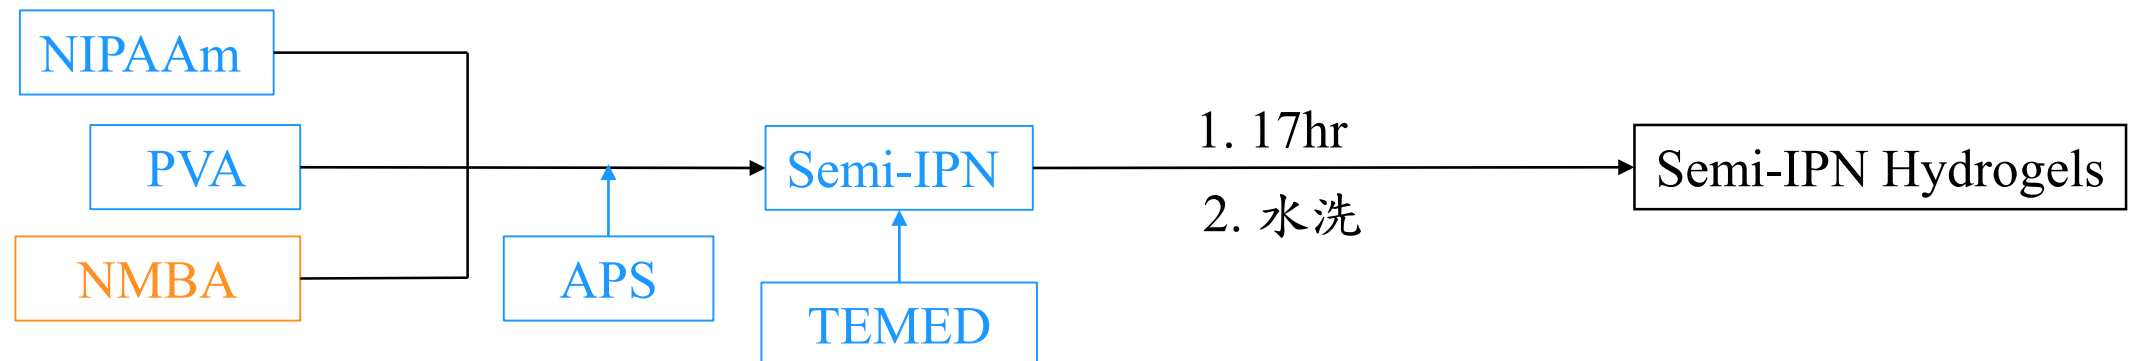 NIPAAm
PVA
NMBA
APS
Semi-IPN
TEMED
1. 17hr
2. 水洗
Semi-IPN Hydrogels